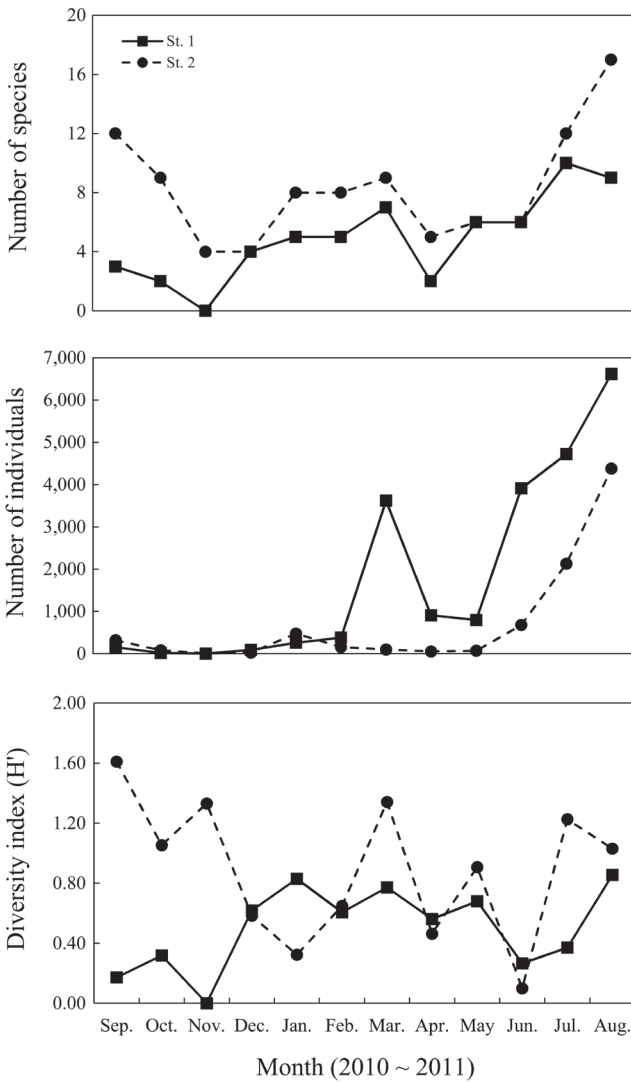 Number of species
20
16
12
8
4
0
St. 1
St. 2
Number of individuals
7,000
6,000
5,000
4,000
3,000
2,000
1,000
0
Diversity index (H')
2.00
1.60
1.20
0.80
0.40
0.00
Sep. Oct. Nov. Dec. Jan. Feb. Mar. Apr. May Jun. Jul. Aug.
Month (2010 ~ 2011)